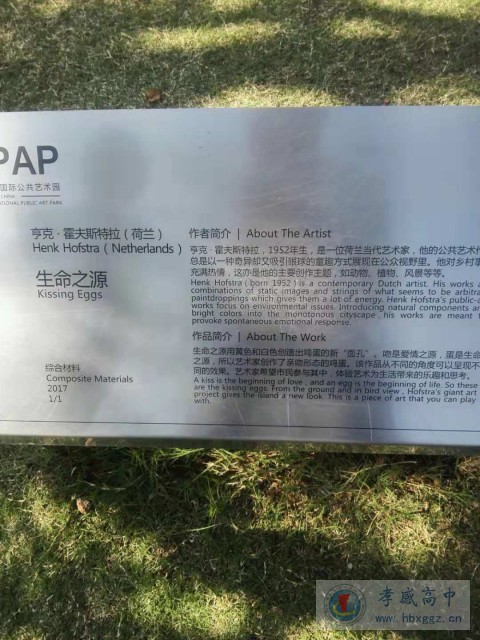 PAP
国际公共艺术园
CHINA
ATIONAL PUBLIC ART PARK
亨克·霍夫斯特拉（荷兰）
Henk Hofstra（Netherlands）
生命之源
Kissing Eggs
综合材料
Composite Materials
2017
1/1
作者简介 | About The Artist
亨克·霍夫斯特拉，1952年生，是一位荷兰当代艺术家，他的公共艺术作
总是以一种奇异却又吸引眼球的童趣方式展现在公众视野里。他对乡村事
充满热情，这亦是他的主要创作主题，如动物、植物、风景等等。
Henk Hofstra（born 1952）is a contemporary Dutch artist. His works a
combinations of static images and strings of what seems to be arbitra
paintdroppings which gives them a lot of energy. Henk Hofstra's public-a
works focus on environmental issues. Introducing natural components an
bright colors into the monotonous cityscape, his works are meant t
provoke spontaneous emotional response.
作品简介 | About The Work
生命之源用黄色和白色创造出鸡蛋的新“面孔”。吻是爱情之源，蛋是生命
之源，所以艺术家创作了亲吻形态的鸡蛋。该作品从不同的角度可以呈现不
同的效果。艺术家希望市民参与其中，体验艺术为生活带来的乐趣和思考。
A kiss is the beginning of love, and an egg is the beginning of life. So these
are the kissing eggs. From the ground and in bird view, Hofstra's giant art
project gives the island a new look. This is a piece of art that you can play
with.
孝感高中
www.hbxggz.cn